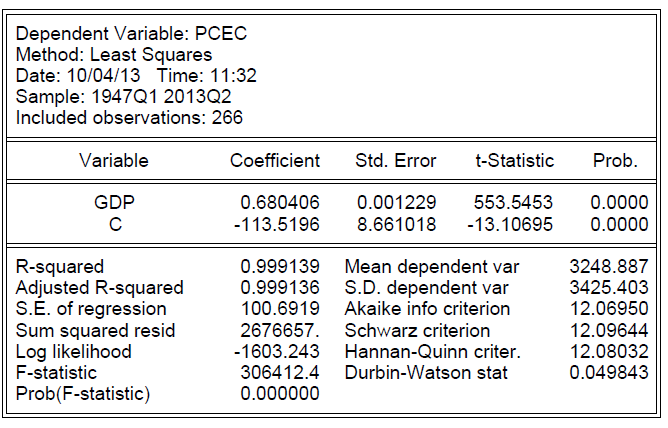 Dependent Variable: PCEC
Method: Least Squares
Date: 10/04/13 Time: 11:32
Sample: 1947Q1 2013Q2
Included observations: 266
Variable Coefficient Std. Error t-Statistic Prob.
GDP 0.680406 0.001229 553.5453 0.0000
C -113.5196 8.661018 -13.10695 0.0000
R-squared 0.999139 Mean dependent var 3248.887
Adjusted R-squared 0.999136 S.D. dependent var 3425.403
S.E. of regression 100.6919 Akaike info criterion 12.06950
Sum squared resid 2676657. Schwarz criterion 12.09644
Log likelihood -1603.243 Hannan-Quinn criter. 12.08032
F-statistic 306412.4 Durbin-Watson stat 0.049843
Prob(F-statistic) 0.000000